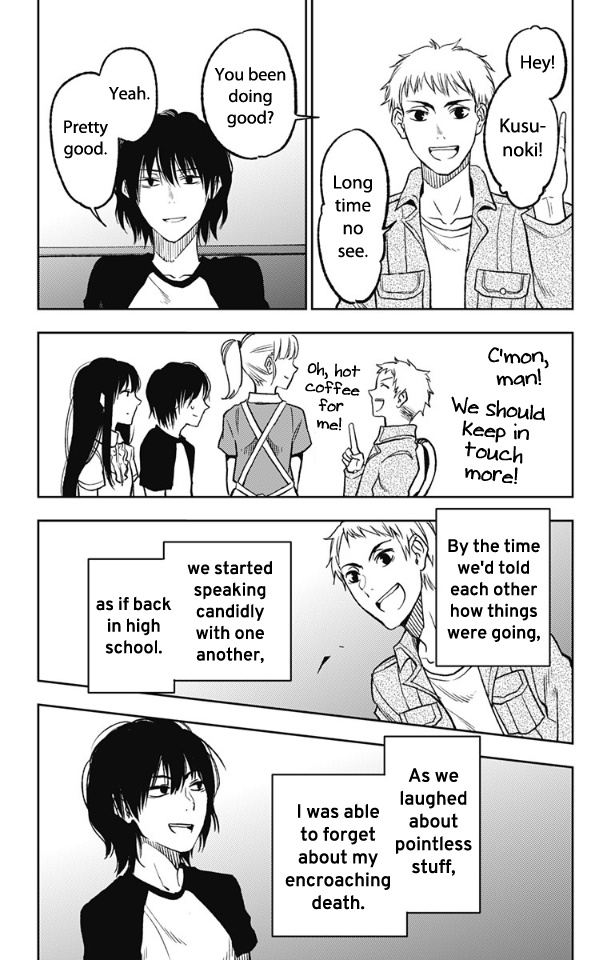 Hey!
Kusu-
noki!
Long
time
no
see.
You been
doing
good?
Yeah.
Pretty
good.
C'mon,
man!
We should
keep in
touch
more!
Oh, hot
coffee
for
me!
By the time
we'd told
each other
how things
were going,
we started
speaking
candidly
with one
another,
as if back
in high
school.
As we
laughed
about
pointless
stuff,
I was able
to forget
about my
encroaching
death.